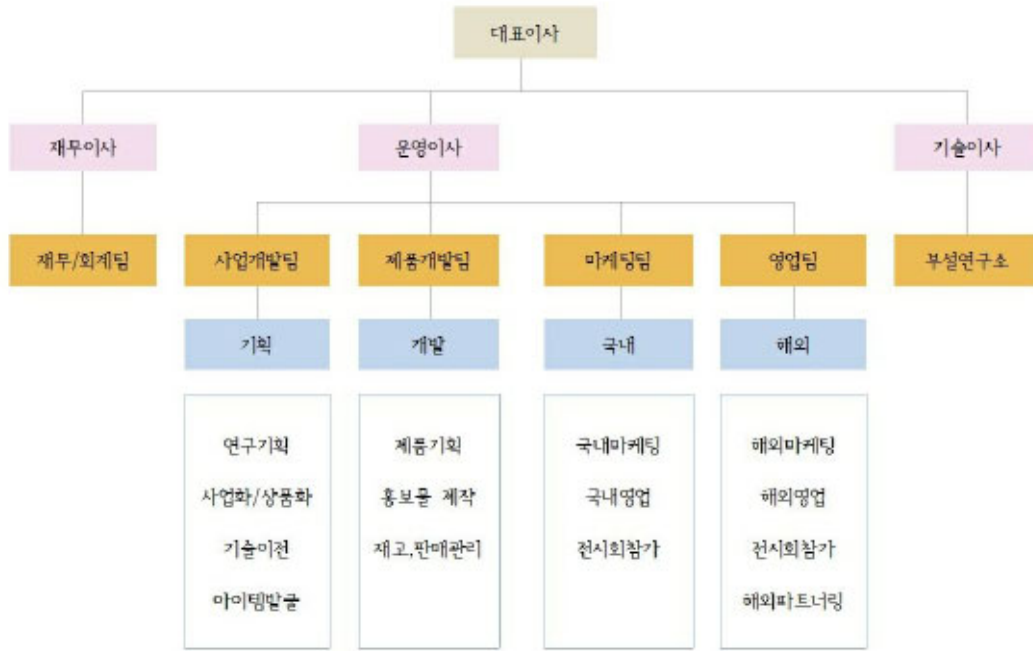 대표이사
재무이사
운영이사
기술이사
재무/회계팀
사업개발팀
제품개발팀
마케팅팀
영업팀
부설연구소
기획
개발
국내
해외
연구기획
사업화/상품화
기술이전
아이템발굴
제품기획
홍보물 제작
재고,판매관리
국내마케팅
국내영업
전시회참가
해외마케팅
해외영업
전시회참가
해외파트너링